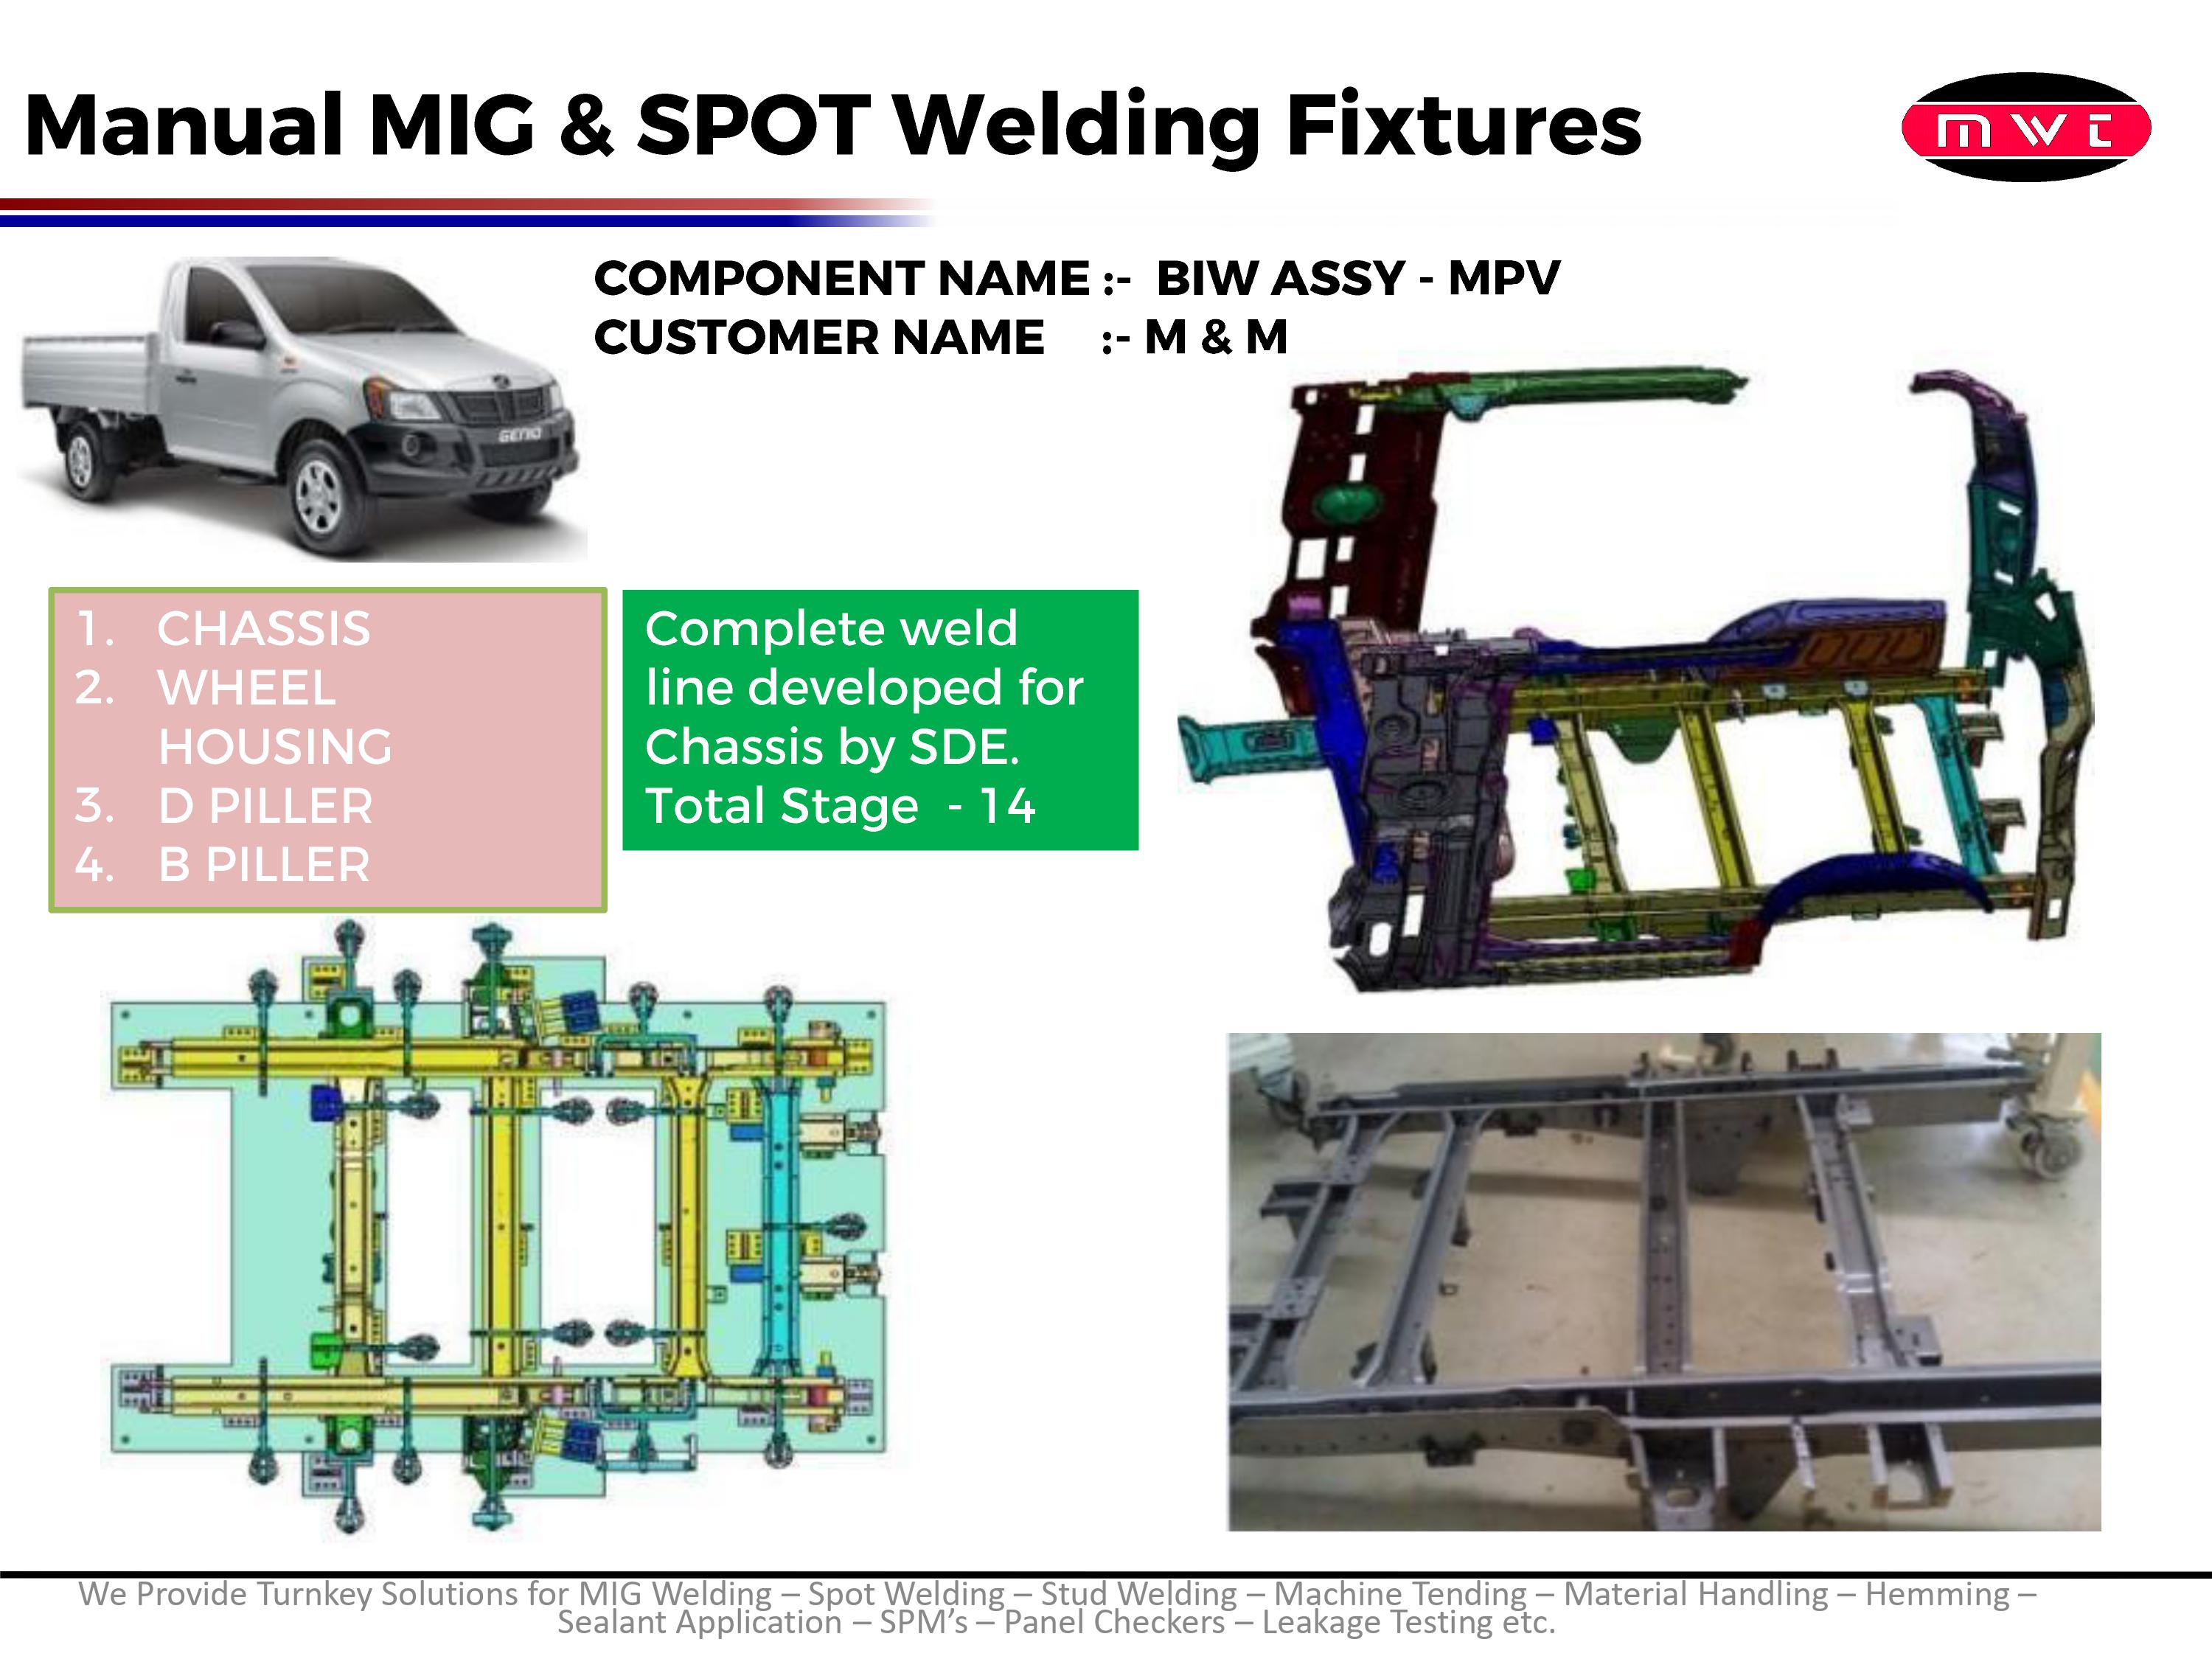 Manual MIG & SPOT Welding Fixtures
mwt
COMPONENT NAME :- BIW ASSY - MPV
CUSTOMER NAME :- M & M
GENIO
1. CHASSIS
2. WHEEL
HOUSING
3. D PILLER
4. B PILLER
Complete weld
line developed for
Chassis by SDE.
Total Stage - 14
We Provide Turnkey Solutions for MIG Welding – Spot Welding – Stud Welding – Machine Tending – Material Handling – Hemming –
Sealant Application – SPM’s – Panel Checkers – Leakage Testing etc.